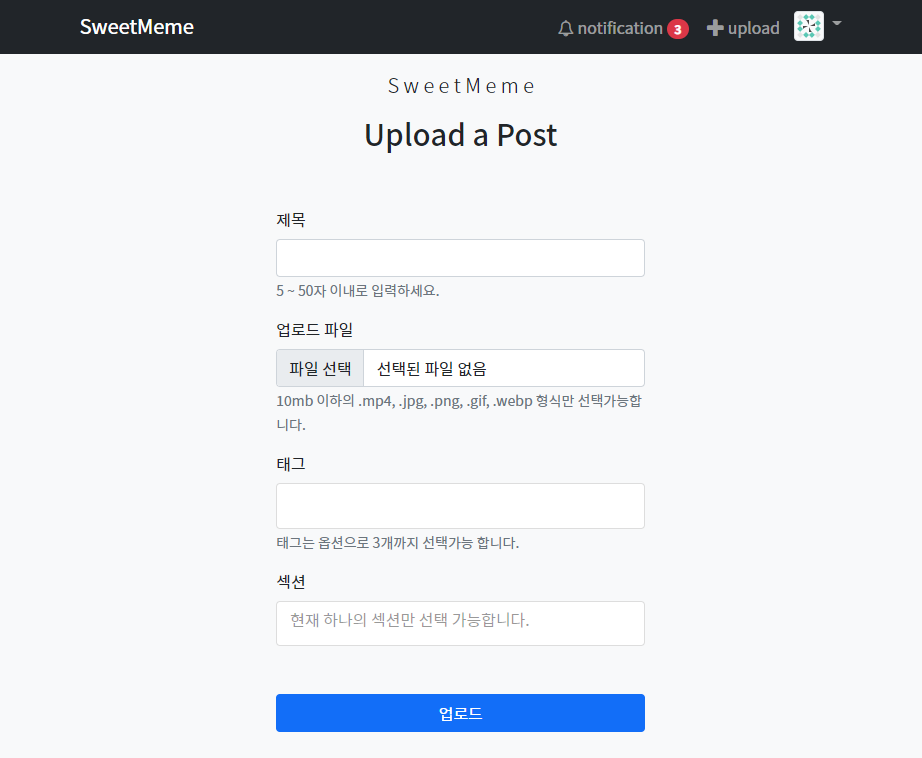 SweetMeme
notification 3
upload
SweetMeme
Upload a Post
제목
5 ~ 50자 이내로 입력하세요.
업로드 파일
파일 선택 선택된 파일 없음
10mb 이하의 .mp4, .jpg, .png, .gif, .webp 형식만 선택가능합
니다.
태그
태그는 옵션으로 3개까지 선택가능 합니다.
섹션
현재 하나의 섹션만 선택 가능합니다.
업로드